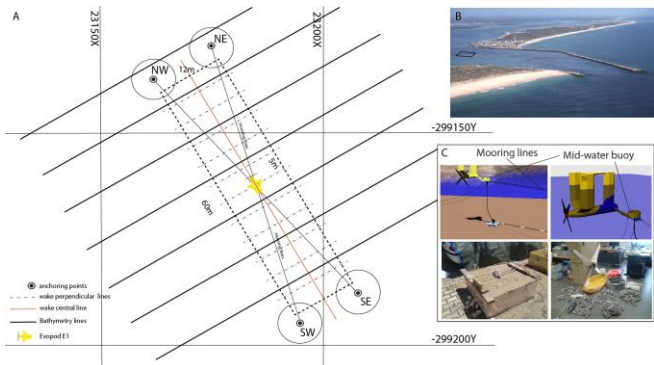 A
23150X
23200X
B
NE
NW
12m
-299150Y
C
Mooring lines
Mid-water buoy
5m
60m
anchoring points
wake perpendicular lines
wake central line
Bathymetry lines
Evopod E1
SE
SW
-299200Y